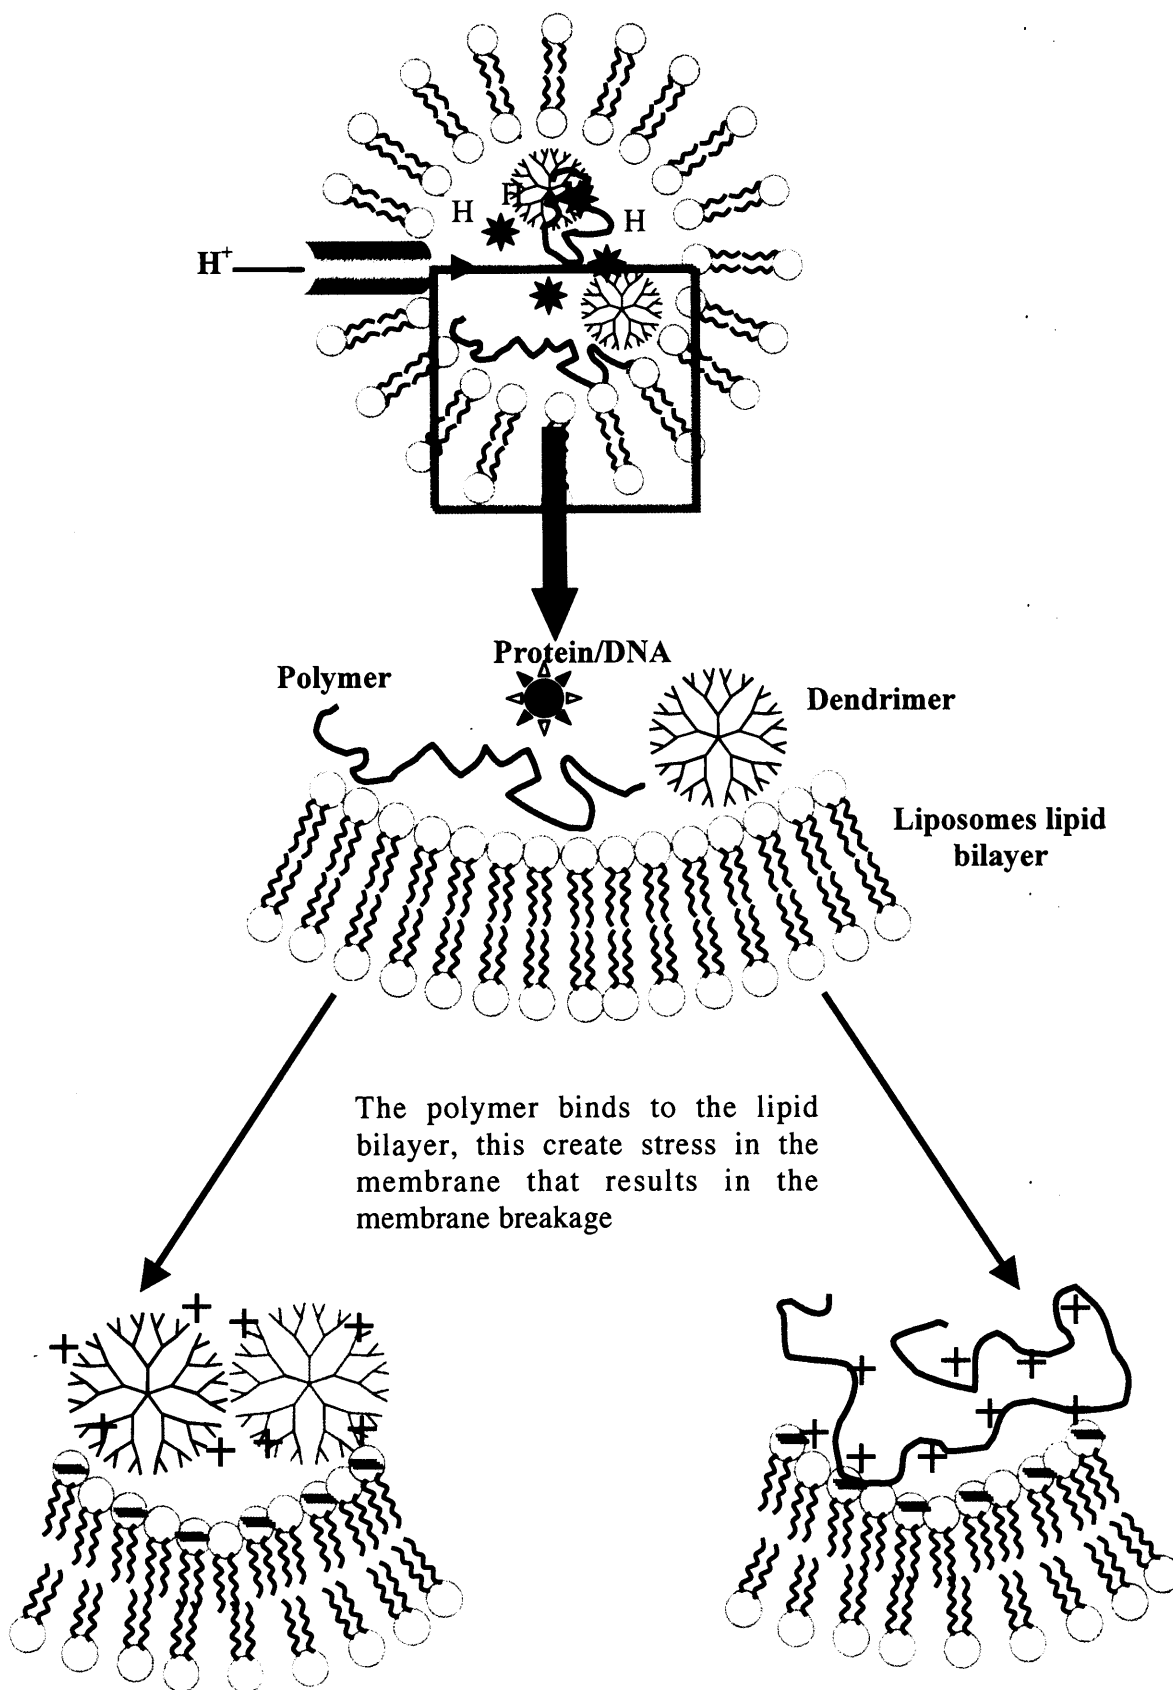 H
H
H
H⁺
Protein/DNA
Polymer
Dendrimer
Liposomes lipid
bilayer
The polymer binds to the lipid
bilayer, this create stress in the
membrane that results in the
membrane breakage